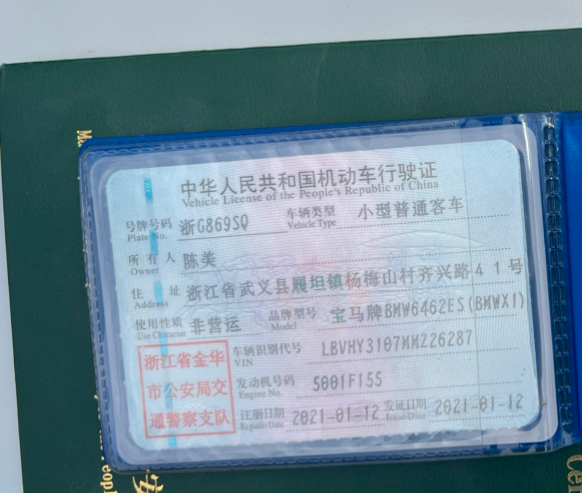 中华人民共和国机动车行驶证
Vehicle License of the People's Republic of China
号牌号码 浙G869SQ 车辆类型 小型普通客车
Plate No. Vehicle Type
所有人 陈美
Owner
住址 浙江省武义县履坦镇杨梅山村齐兴路41号
Address
使用性质 非营运 品牌型号 宝马牌BMW6462ES(BMWX1)
Use Character Model
浙江省金华
市公安局交
通警察支队
车辆识别代号 LBVHY3107MMZ26287
VIN
发动机号码 5001F155
Engine No.
注册日期 2021-01-12 发证日期 2021-01-12
Register Date Issue Date